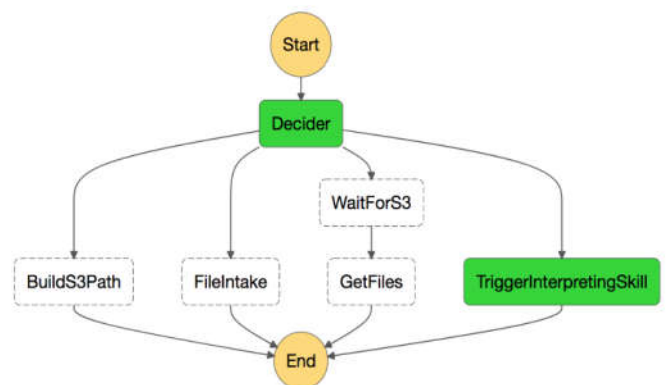 Start
Decider
WaitForS3
BuildS3Path
FileIntake
GetFiles
TriggerInterpretingSkill
End